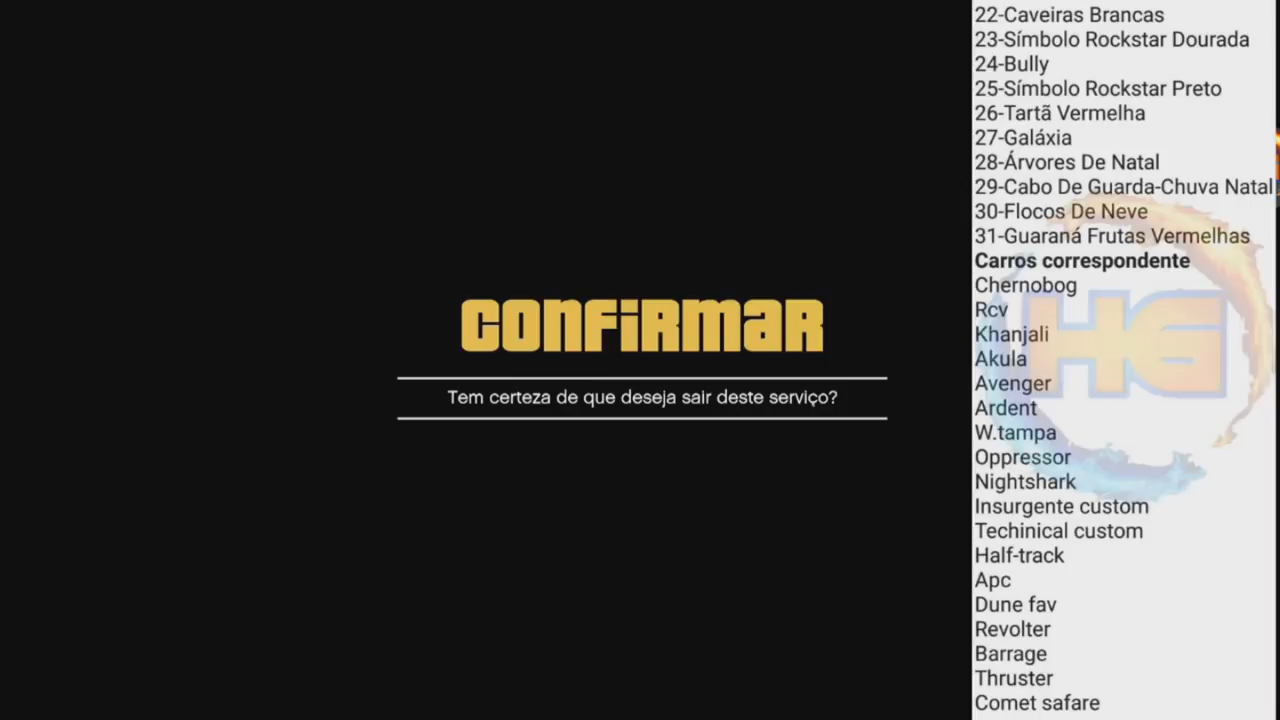 CONFIRMAR
Tem certeza de que deseja sair deste serviço?
22-Caveiras Brancas
23-Símbolo Rockstar Dourada
24-Bully
25-Símbolo Rockstar Preto
26-Tartã Vermelha
27-Galáxia
28-Árvores De Natal
29-Cabo De Guarda-Chuva Natal
30-Flocos De Neve
31-Guaraná Frutas Vermelhas
Carros correspondente
Chernobog
Rcv
Khanjali
Akula
Avenger
Ardent
W.tampa
Oppressor
Nightshark
Insurgente custom
Techinical custom
Half-track
Apc
Dune fav
Revolter
Barrage
Thruster
Comet safare
HG